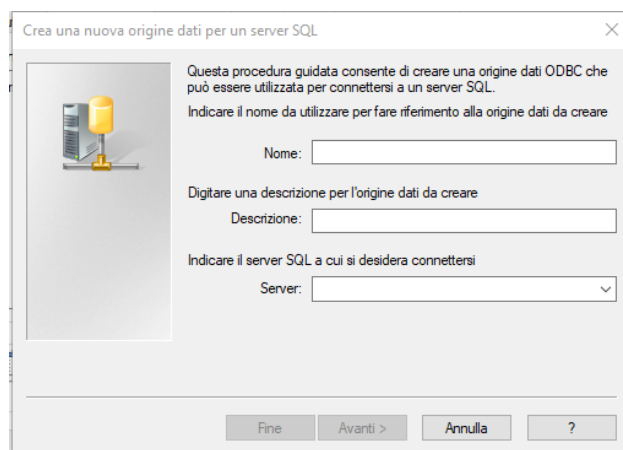 Crea una nuova origine dati per un server SQL
Questa procedura guidata consente di creare una origine dati ODBC che
può essere utilizzata per connettersi a un server SQL.
Indicare il nome da utilizzare per fare riferimento alla origine dati da creare
Nome:
Digitare una descrizione per l'origine dati da creare
Descrizione:
Indicare il server SQL a cui si desidera connettersi
Server:
Fine
Avanti >
Annulla
?